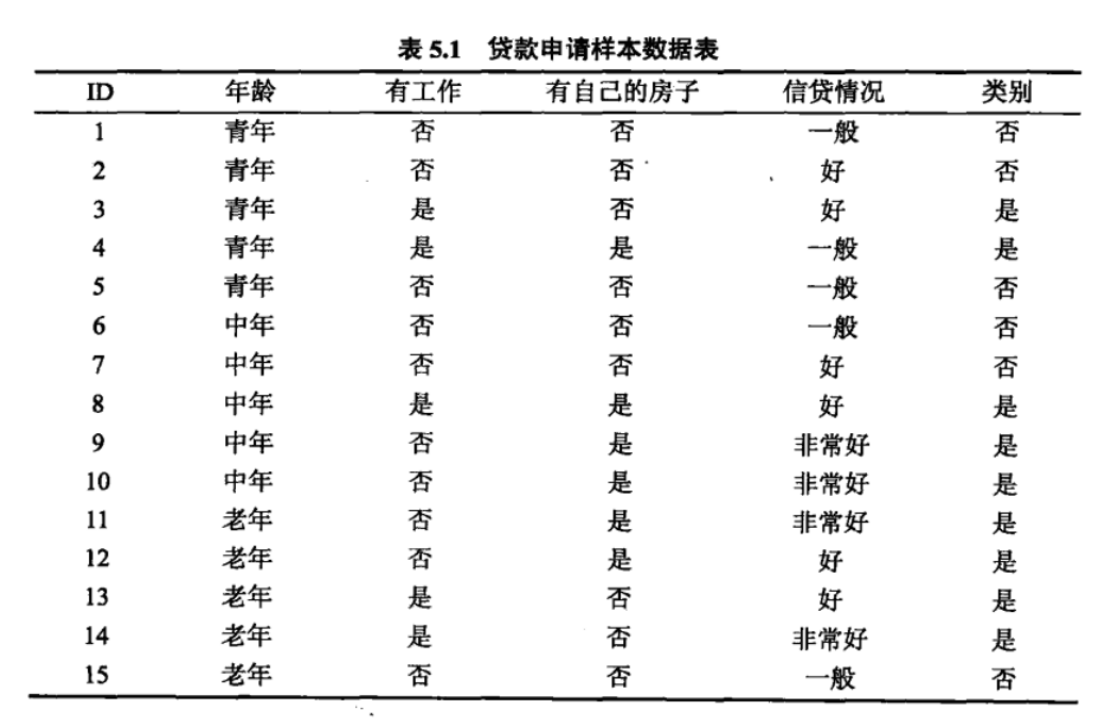 表 5.1 贷款申请样本数据表
ID 年龄 有工作 有自己的房子 信贷情况 类别
1 青年 否 否 一般 否
2 青年 否 否 好 否
3 青年 是 否 好 是
4 青年 是 是 一般 是
5 青年 否 否 一般 否
6 中年 否 否 一般 否
7 中年 否 否 好 否
8 中年 是 是 好 是
9 中年 否 是 非常好 是
10 中年 否 是 非常好 是
11 老年 否 是 非常好 是
12 老年 否 是 好 是
13 老年 是 否 好 是
14 老年 是 否 非常好 是
15 老年 否 否 一般 否